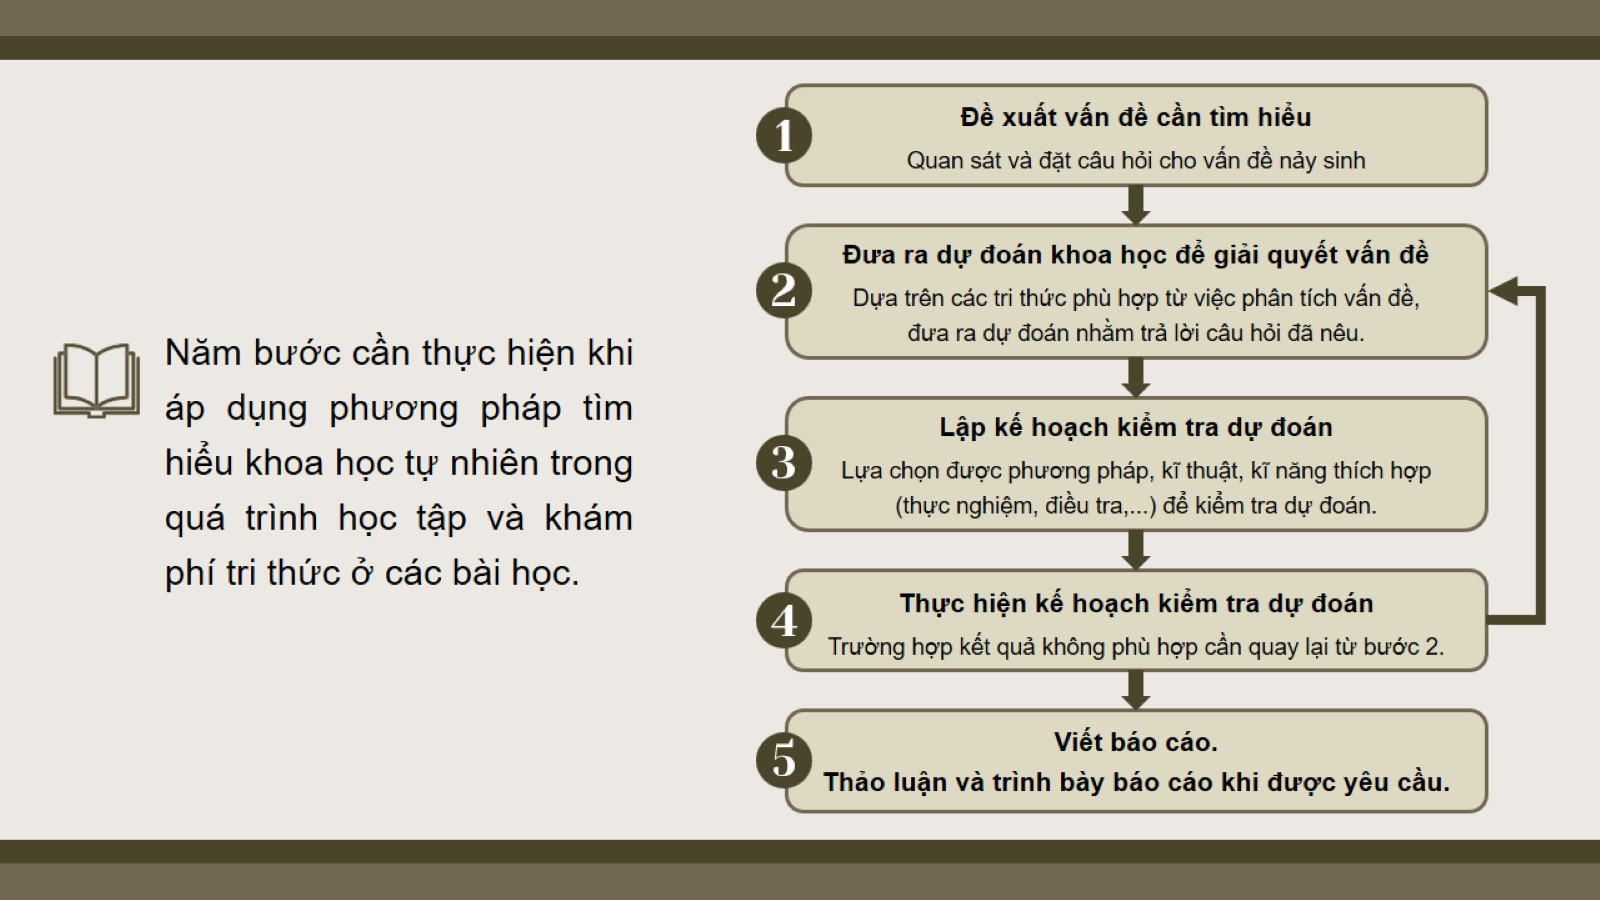 Năm bước cần thực hiện khi
áp dụng phương pháp tìm
hiểu khoa học tự nhiên trong
quá trình học tập và khám
phí tri thức ở các bài học.
1
Đề xuất vấn đề cần tìm hiểu
Quan sát và đặt câu hỏi cho vấn đề nảy sinh
2
Đưa ra dự đoán khoa học để giải quyết vấn đề
Dựa trên các tri thức phù hợp từ việc phân tích vấn đề,
đưa ra dự đoán nhằm trả lời câu hỏi đã nêu.
3
Lập kế hoạch kiểm tra dự đoán
Lựa chọn được phương pháp, kĩ thuật, kĩ năng thích hợp
(thực nghiệm, điều tra,...) để kiểm tra dự đoán.
4
Thực hiện kế hoạch kiểm tra dự đoán
Trường hợp kết quả không phù hợp cần quay lại từ bước 2.
5
Viết báo cáo.
Thảo luận và trình bày báo cáo khi được yêu cầu.